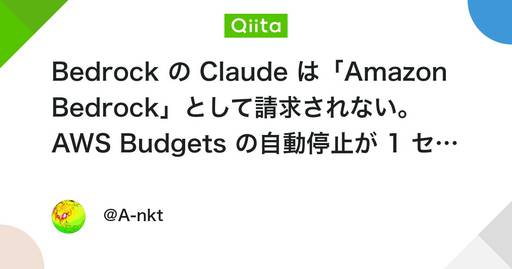 Qiita
Bedrock の Claude は「Amazon
Bedrock」として請求されない。
AWS Budgets の自動停止が 1 セ…
@A-nkt